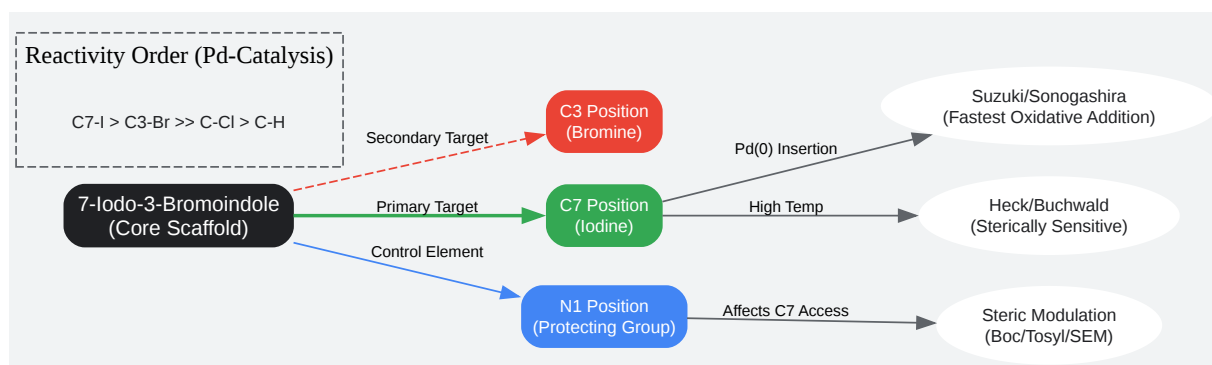 Reactivity Order (Pd-Catalysis)
C7-I > C3-Br >> C-Cl > C-H
7-Iodo-3-Bromoindole
(Core Scaffold)
Secondary Target
Primary Target
Control Element
C3 Position
(Bromine)
C7 Position
(Iodine)
N1 Position
(Protecting Group)
Pd(0) Insertion
High Temp
Affects C7 Access
Suzuki/Sonogashira
(Fastest Oxidative Addition)
Heck/Buchwald
(Sterically Sensitive)
Steric Modulation
(Boc/Tosyl/SEM)